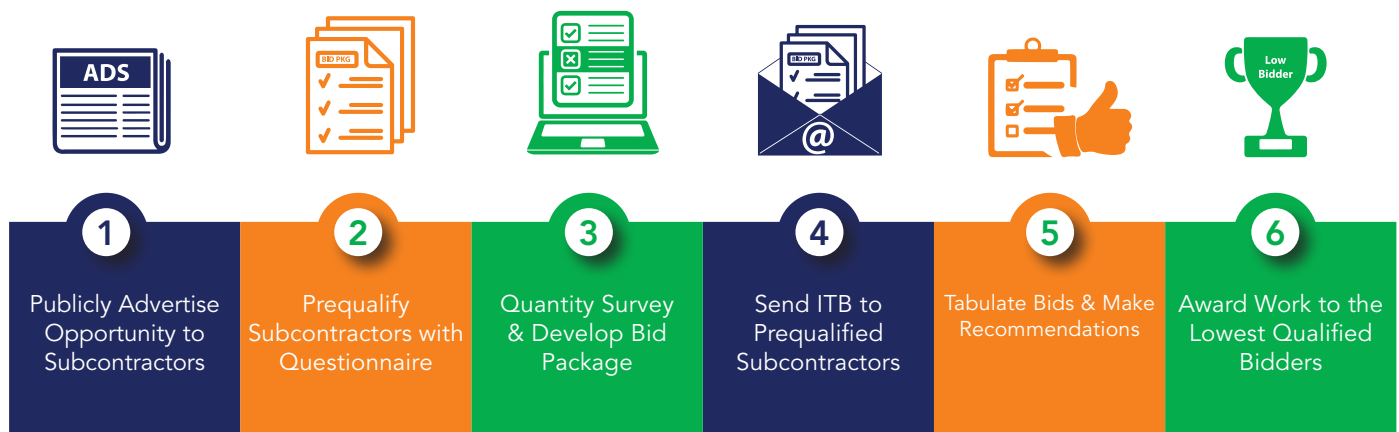 ADS
BID PKG
BID PKG
@
Low
Bidder
1
2
3
4
5
6
Publicly Advertise
Opportunity to
Subcontractors
Prequalify
Subcontractors with
Questionnaire
Quantity Survey
& Develop Bid
Package
Send ITB to
Prequalified
Subcontractors
Tabulate Bids & Make
Recommendations
Award Work to the
Lowest Qualified
Bidders